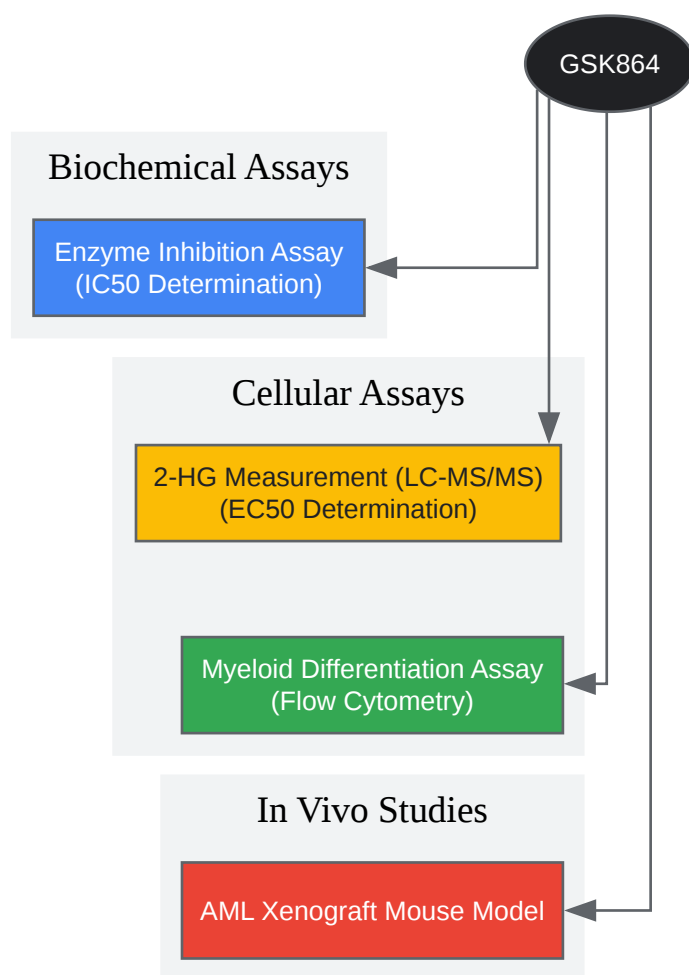 GSK864
Biochemical Assays
Enzyme Inhibition Assay
(IC50 Determination)
Cellular Assays
2-HG Measurement (LC-MS/MS)
(EC50 Determination)
Myeloid Differentiation Assay
(Flow Cytometry)
In Vivo Studies
AML Xenograft Mouse Model